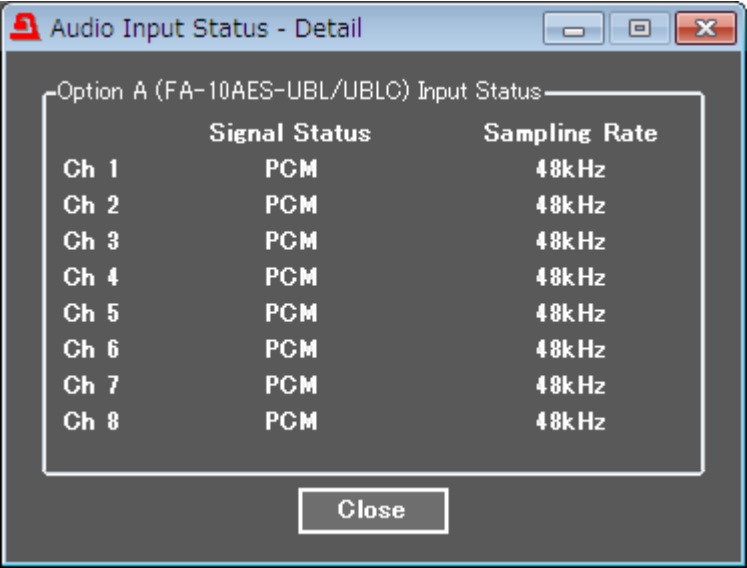 Audio Input Status - Detail
Option A (FA-10AES-UBL/UBLC) Input Status
Signal Status Sampling Rate
Ch 1 PCM 48kHz
Ch 2 PCM 48kHz
Ch 3 PCM 48kHz
Ch 4 PCM 48kHz
Ch 5 PCM 48kHz
Ch 6 PCM 48kHz
Ch 7 PCM 48kHz
Ch 8 PCM 48kHz
Close